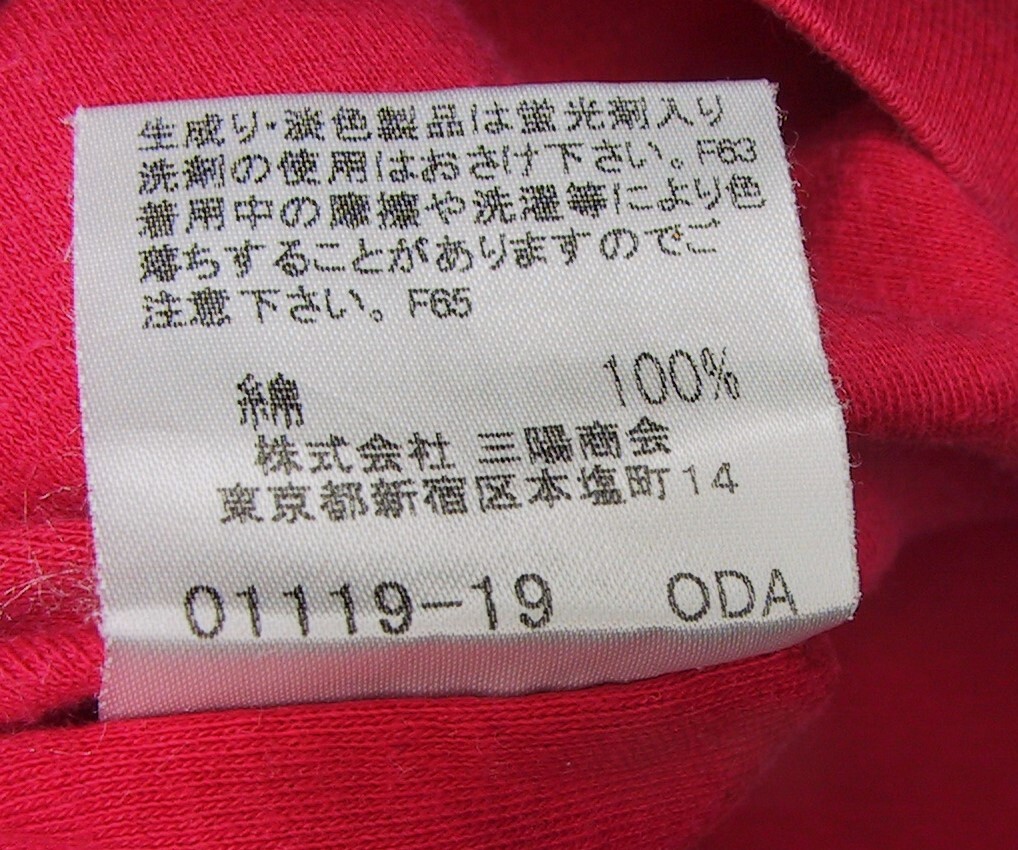 生成り・淡色製品は蛍光剤入り
洗剤の使用はおさけ下さい。F63
着用中の摩擦や洗濯等により色
落ちすることがありますのでご
注意下さい。F65
綿 100%
株式会社 三陽商会
東京都新宿区本塩町14
01119-19 ODA